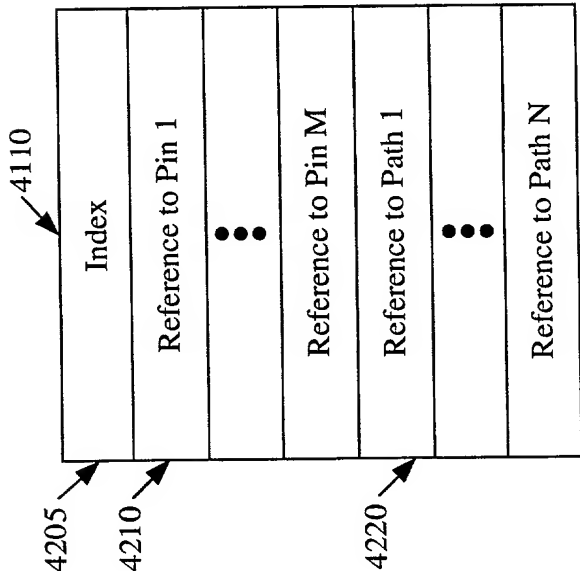 4110
4205
Index
4210
Reference to Pin 1
●●●
Reference to Pin M
4220
Reference to Path 1
●●●
Reference to Path N